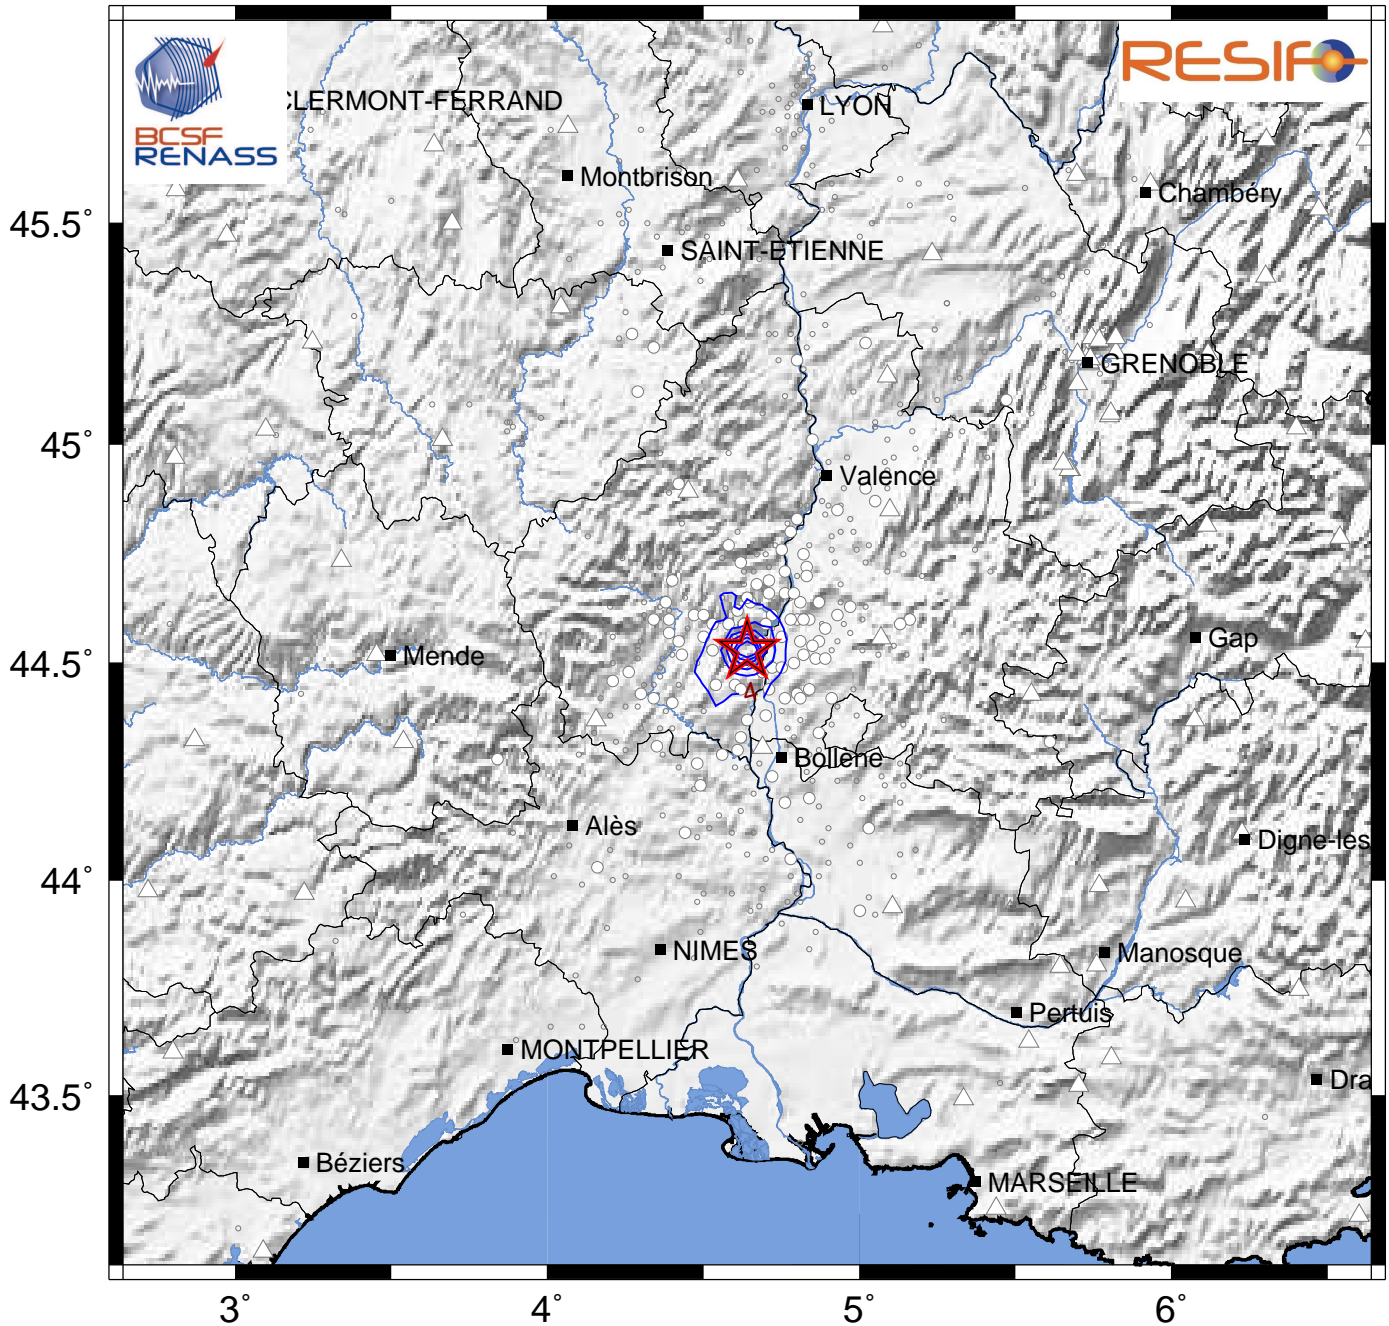 BCSF
RENASS
RESIF
CLERMONT-FERRAND
LYON
Montbrison
Chambéry
45.5°
SAINT-ETIENNE
GRENOBLE
45°
Valence
44.5°
Mende
Gap
4
Bollène
Alès
Digne-les
44°
NIMES
Manosque
Pertuis
MONTPELLIER
43.5°
Dra
Béziers
MARSEILLE
3°
4°
5°
6°